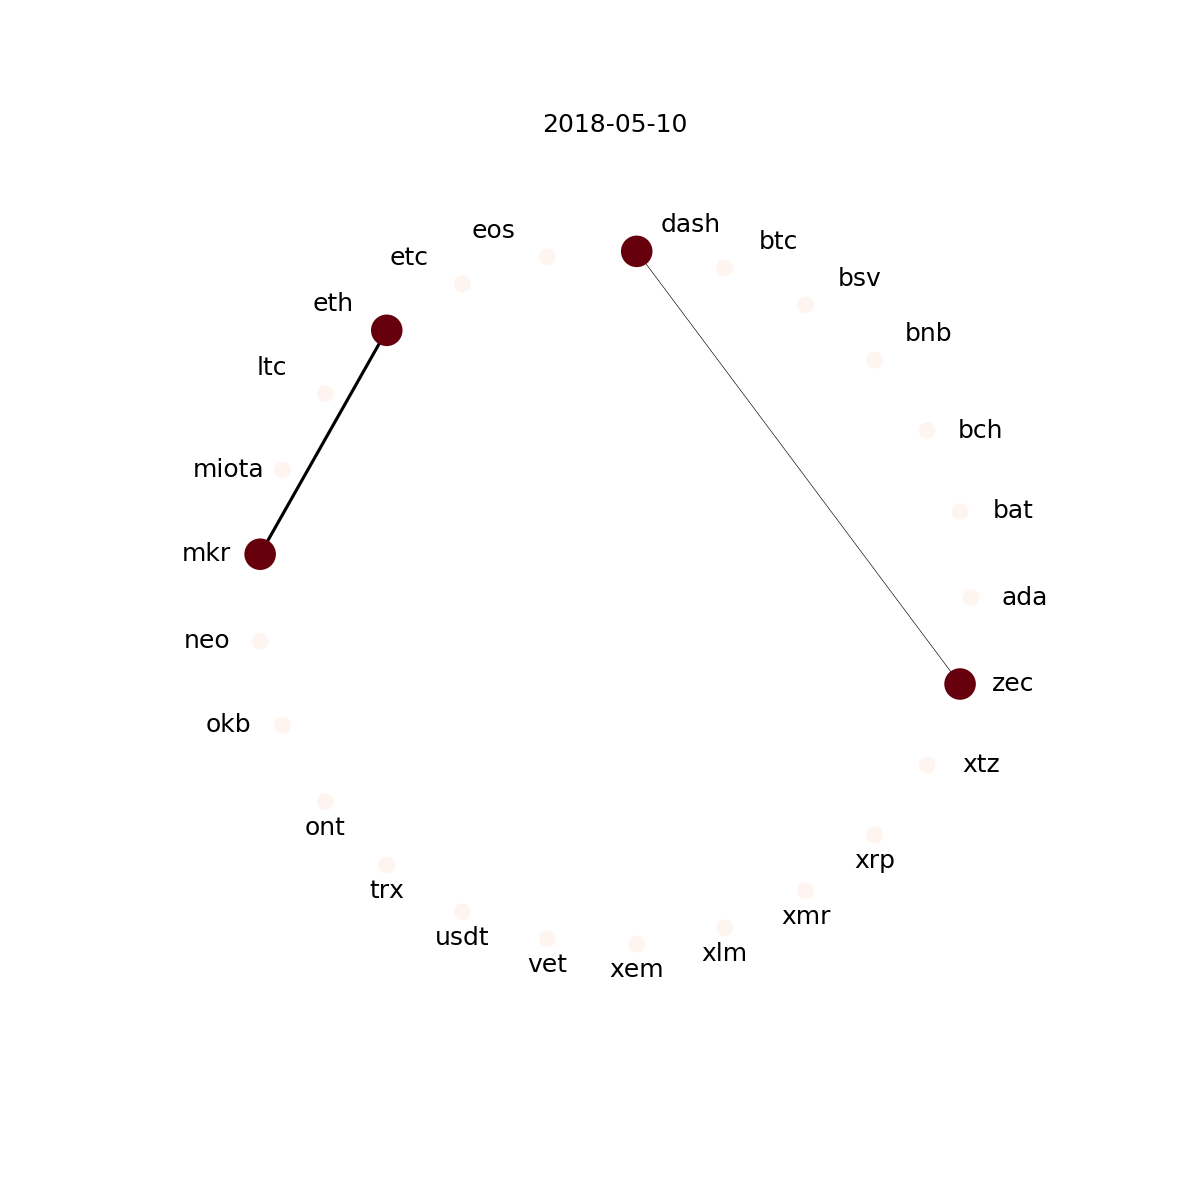 2018-05-10
dash
eos
btc
etc
bsv
eth
bnb
ltc
bch
miota
bat
mkr
ada
neo
zec
okb
xtz
ont
xrp
trx
xmr
usdt
xlm
vet
xem